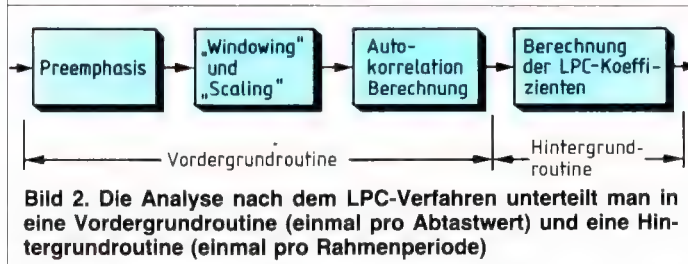 Preemphasis
„Windowing"
und
„Scaling"
Auto-
korrelation
Berechnung
Berechnung
der LPC-Koeffi-
zienten
Vordergrundroutine
Hintergrund-
routine
Bild 2. Die Analyse nach dem LPC-Verfahren unterteilt man in
eine Vordergrundroutine (einmal pro Abtastwert) und eine Hin-
tergrundroutine (einmal pro Rahmenperiode)